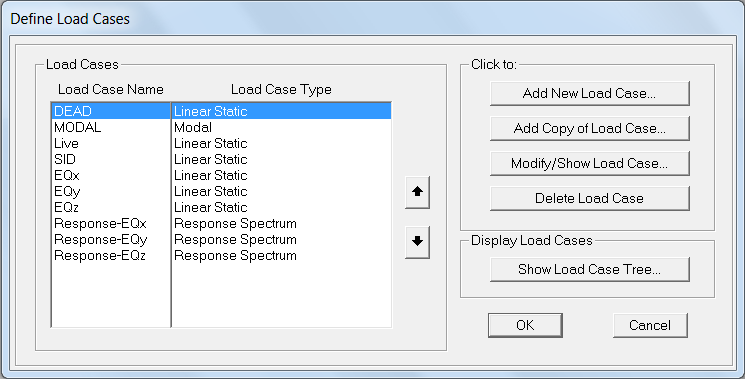 Define Load Cases
Load Cases
Load Case Name Load Case Type
DEAD Linear Static
MODAL Modal
Live Linear Static
SID Linear Static
EQx Linear Static
EQy Linear Static
EQz Linear Static
Response-EQx Response Spectrum
Response-EQy Response Spectrum
Response-EQz Response Spectrum
Click to:
Add New Load Case...
Add Copy of Load Case...
Modify/Show Load Case...
Delete Load Case
Display Load Cases
Show Load Case Tree...
OK Cancel